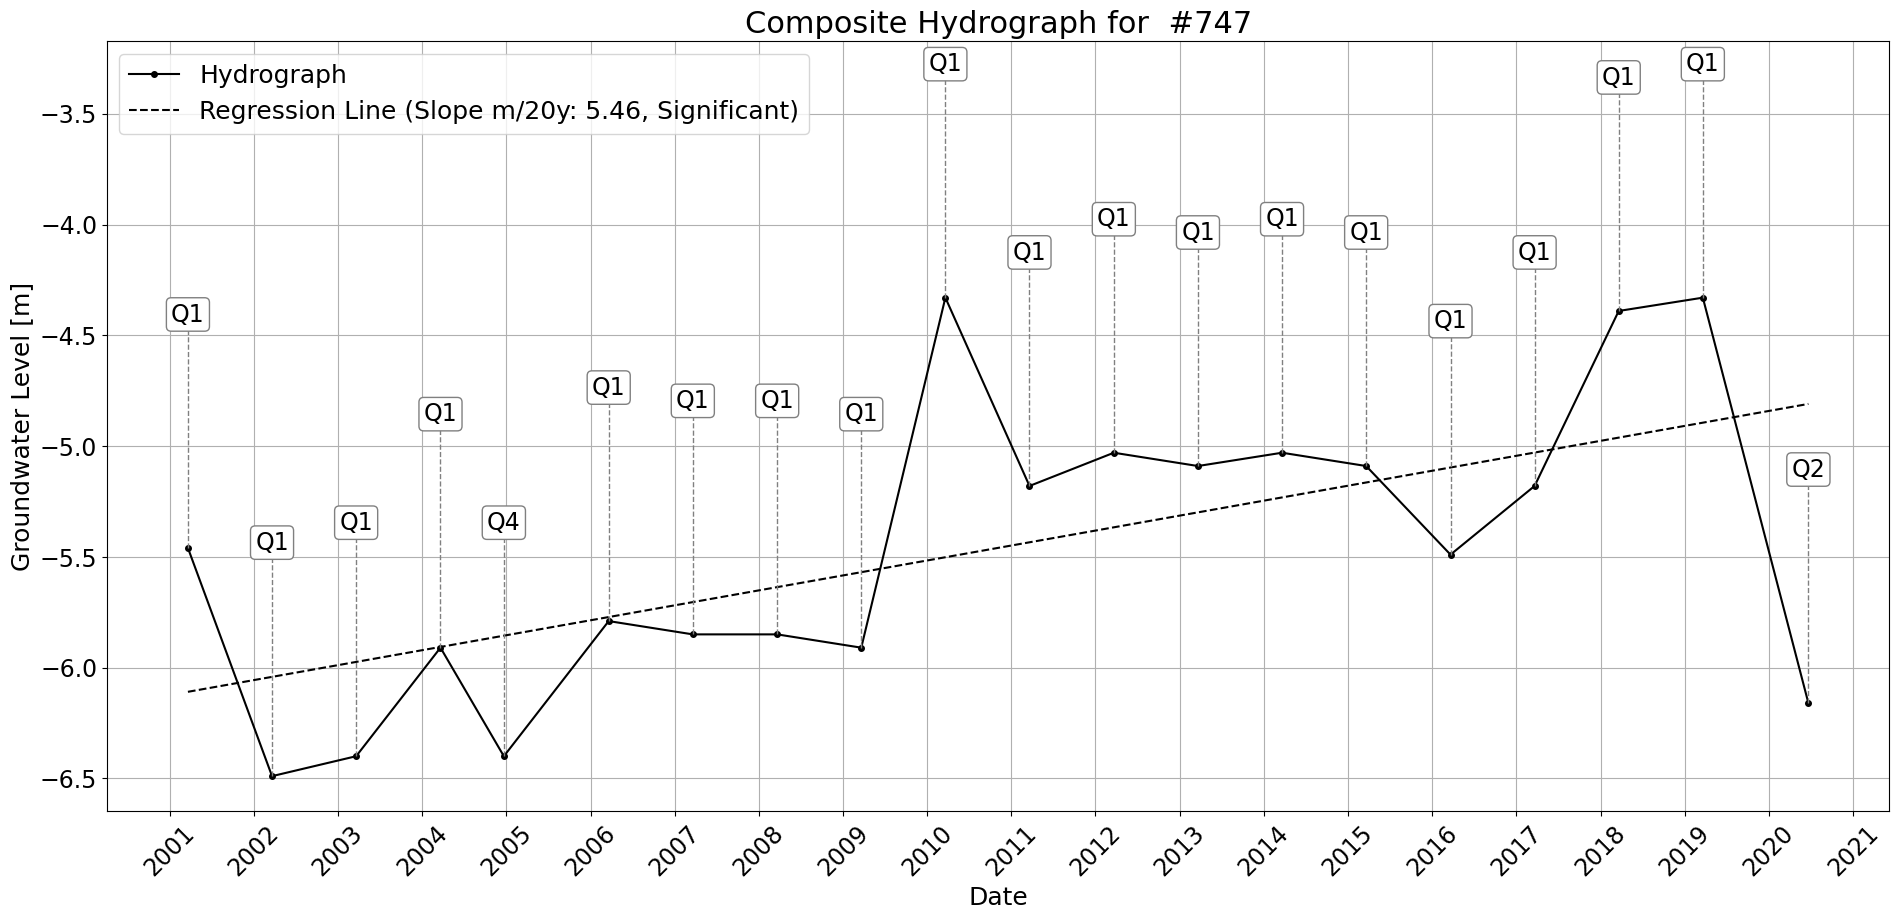 Composite Hydrograph for  #747
Hydrograph
Regression Line (Slope m/20y: 5.46, Significant)
Groundwater Level [m]
−3.5
−4.0
−4.5
−5.0
−5.5
−6.0
−6.5
Q1
Q1
Q1
Q1
Q4
Q1
Q1
Q1
Q1
Q1
Q1
Q1
Q1
Q1
Q1
Q1
Q1
Q1
Q1
Q2
2001
2002
2003
2004
2005
2006
2007
2008
2009
2010
2011
2012
2013
2014
2015
2016
2017
2018
2019
2020
2021
Date